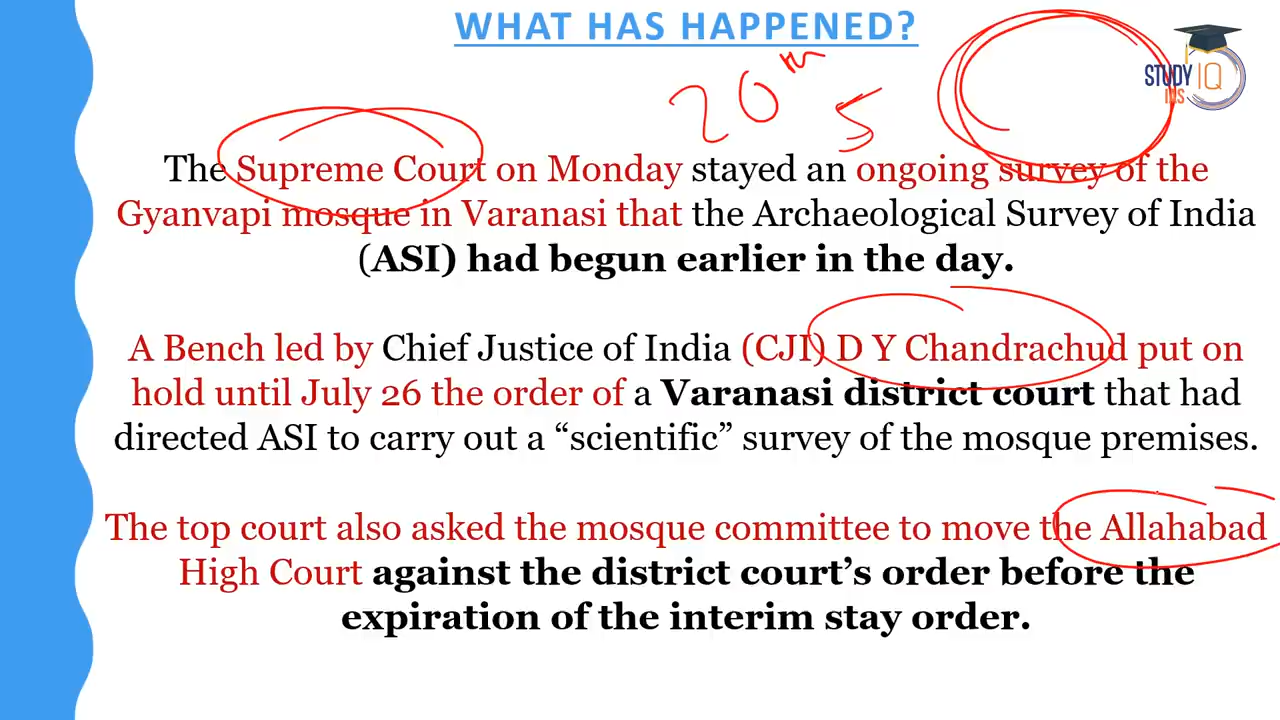 WHAT HAS HAPPENED?
STUDY IQ
IAS
20th 5
The Supreme Court on Monday stayed an ongoing survey of the
Gyanvapi mosque in Varanasi that the Archaeological Survey of India
(ASI) had begun earlier in the day.
A Bench led by Chief Justice of India (CJI) D Y Chandrachud put on
hold until July 26 the order of a Varanasi district court that had
directed ASI to carry out a “scientific” survey of the mosque premises.
The top court also asked the mosque committee to move the Allahabad
High Court against the district court’s order before the
expiration of the interim stay order.